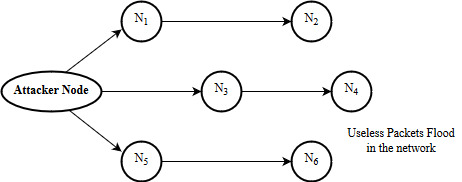 N1
N2
Attacker Node
N3
N4
Useless Packets Flood
in the network
N5
N6